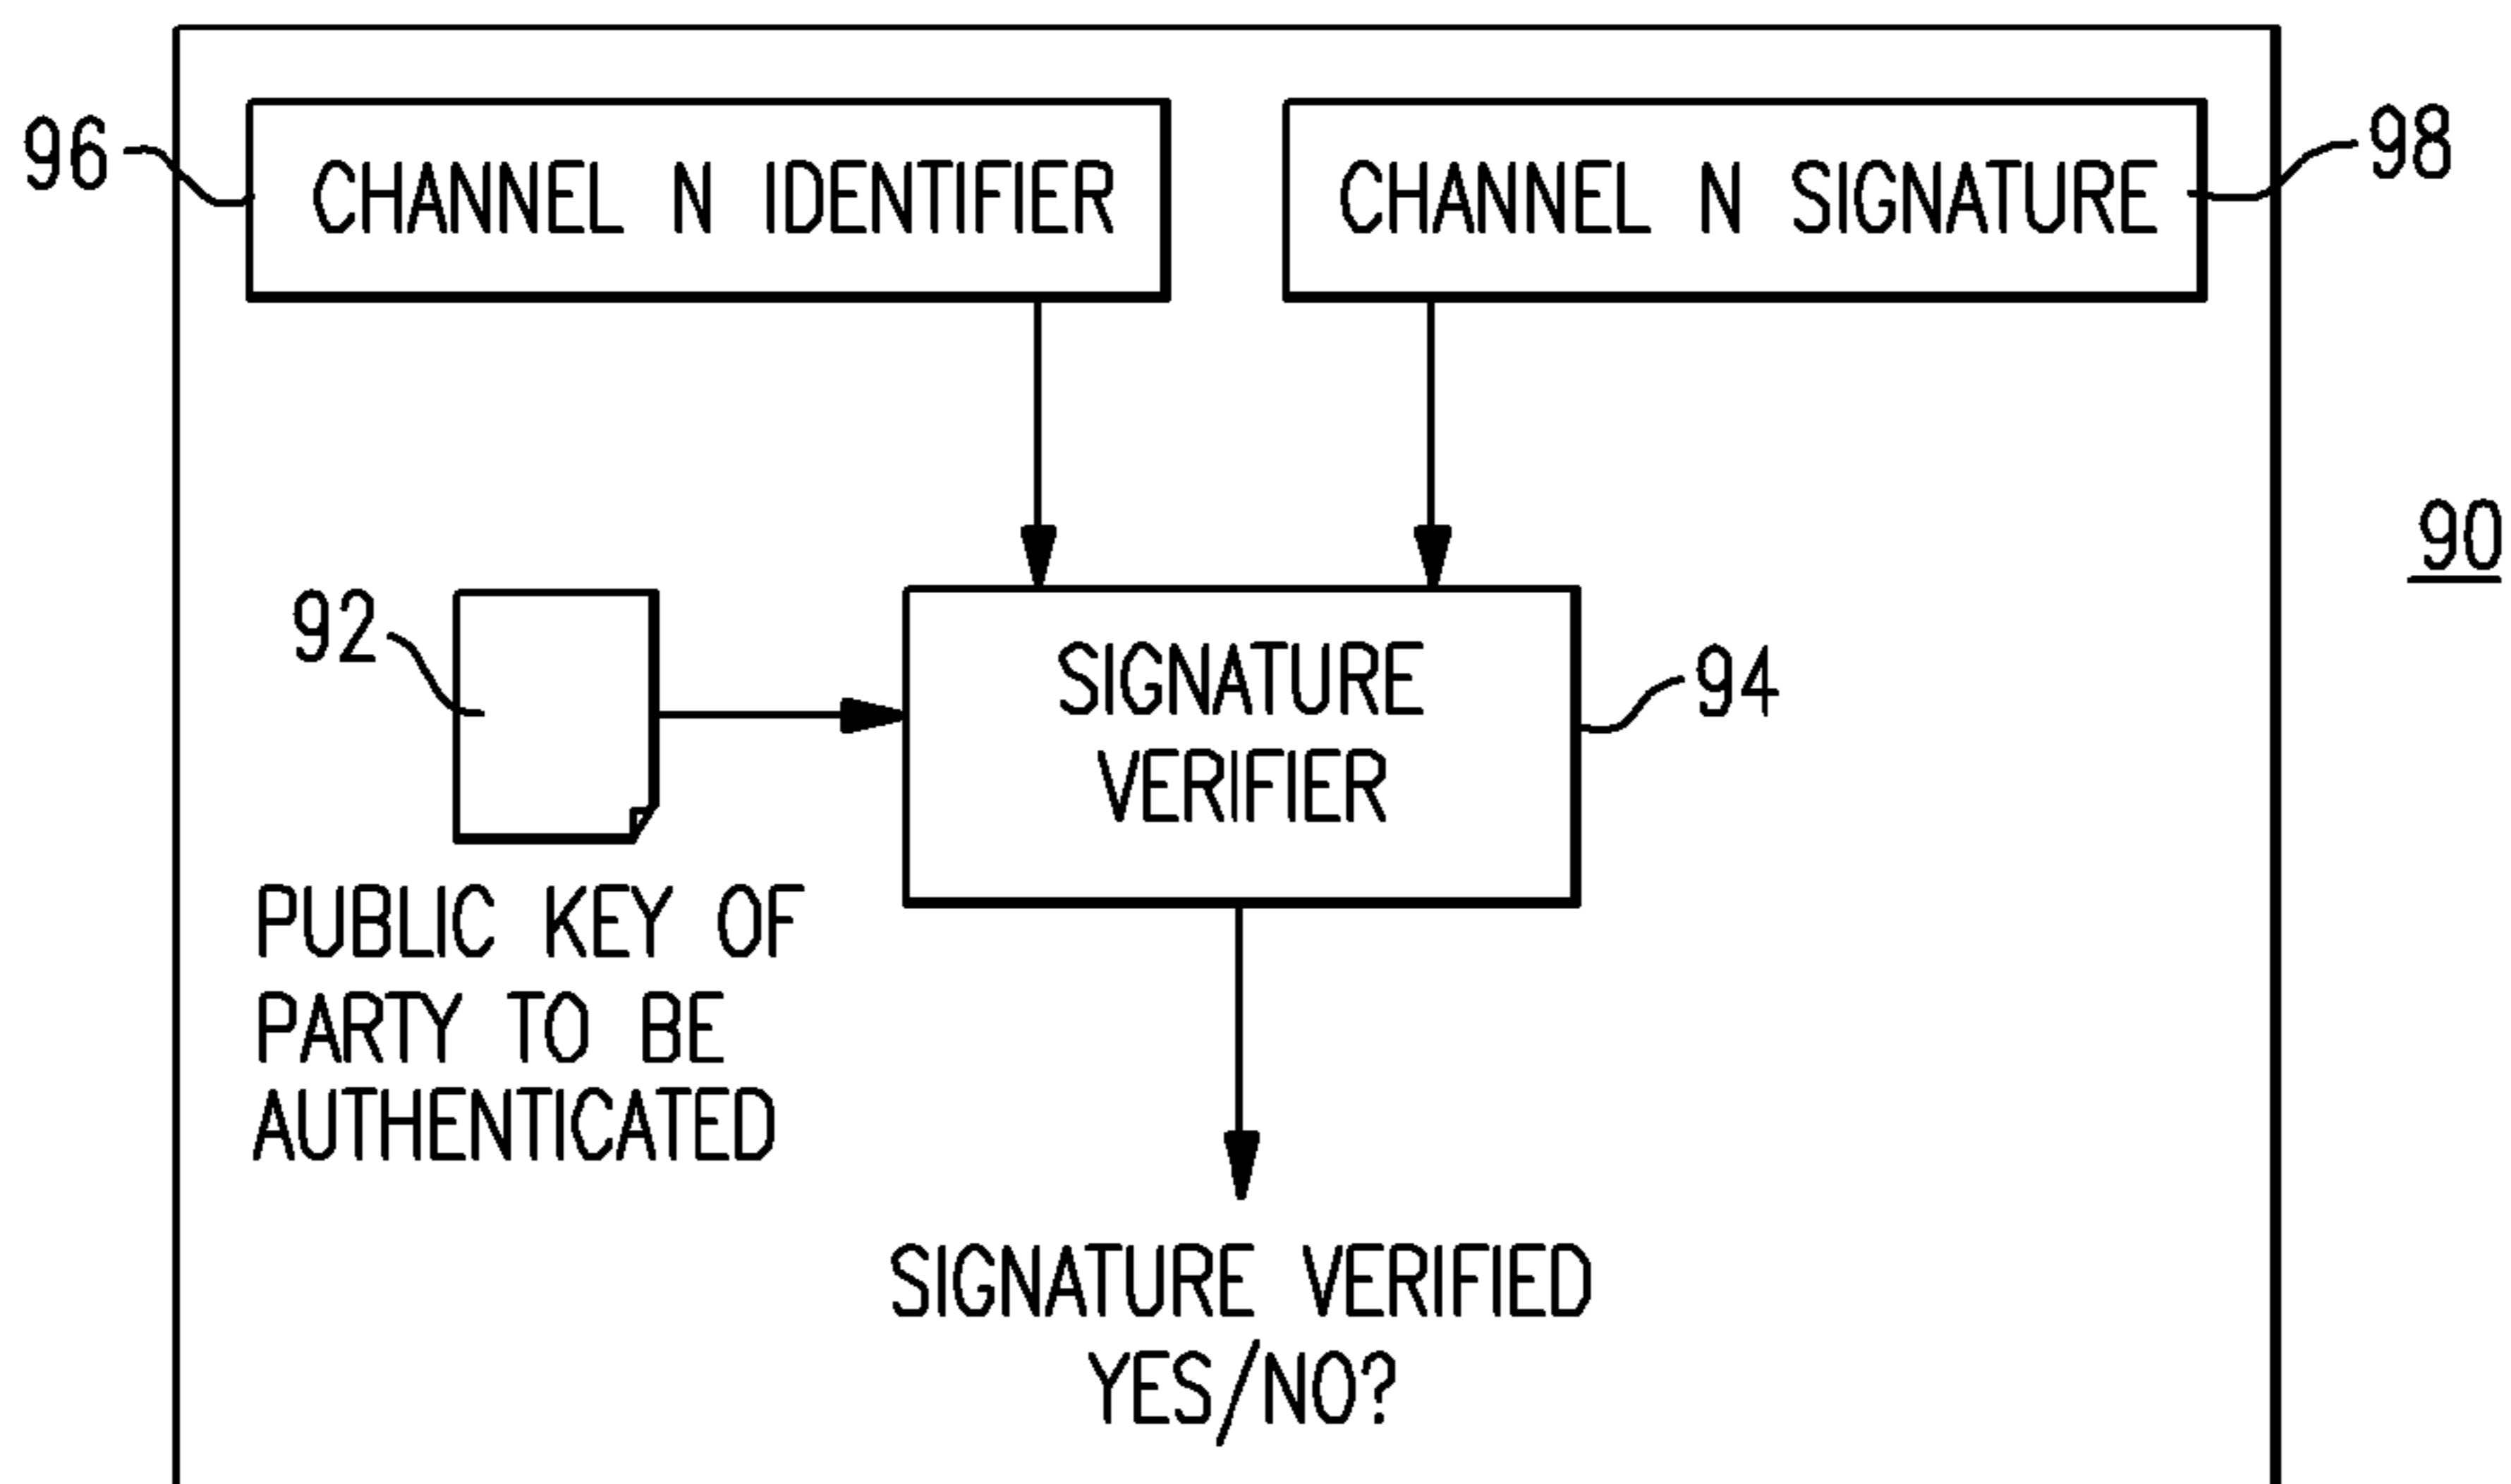 96
CHANNEL N IDENTIFIER
CHANNEL N SIGNATURE
98
90
92
SIGNATURE
VERIFIER
94
PUBLIC KEY OF
PARTY TO BE
AUTHENTICATED
SIGNATURE VERIFIED
YES/NO?